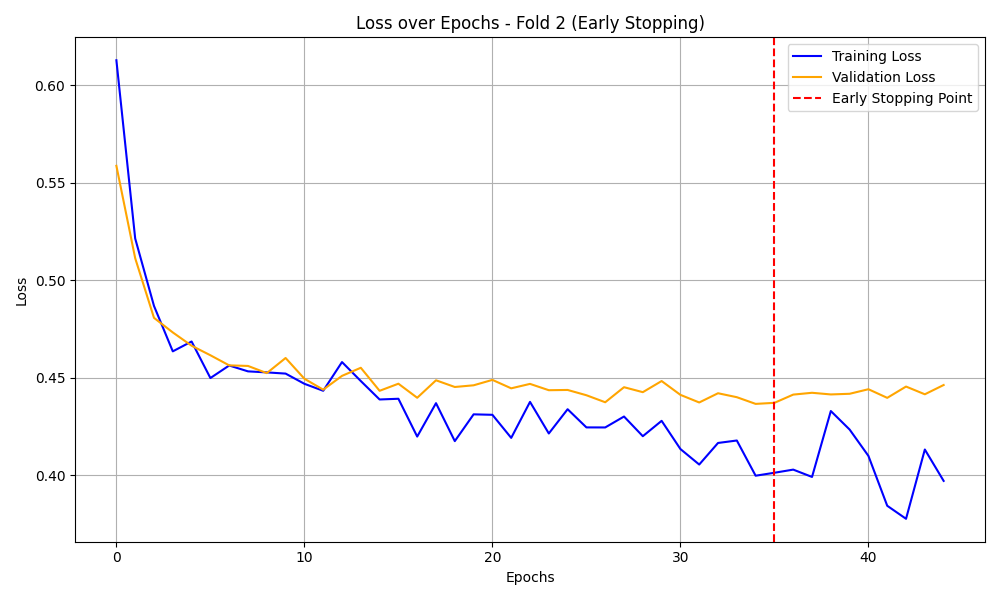 Loss over Epochs - Fold 2 (Early Stopping)
Training Loss
Validation Loss
Early Stopping Point
Loss
0.60
0.55
0.50
0.45
0.40
0
10
20
30
40
Epochs